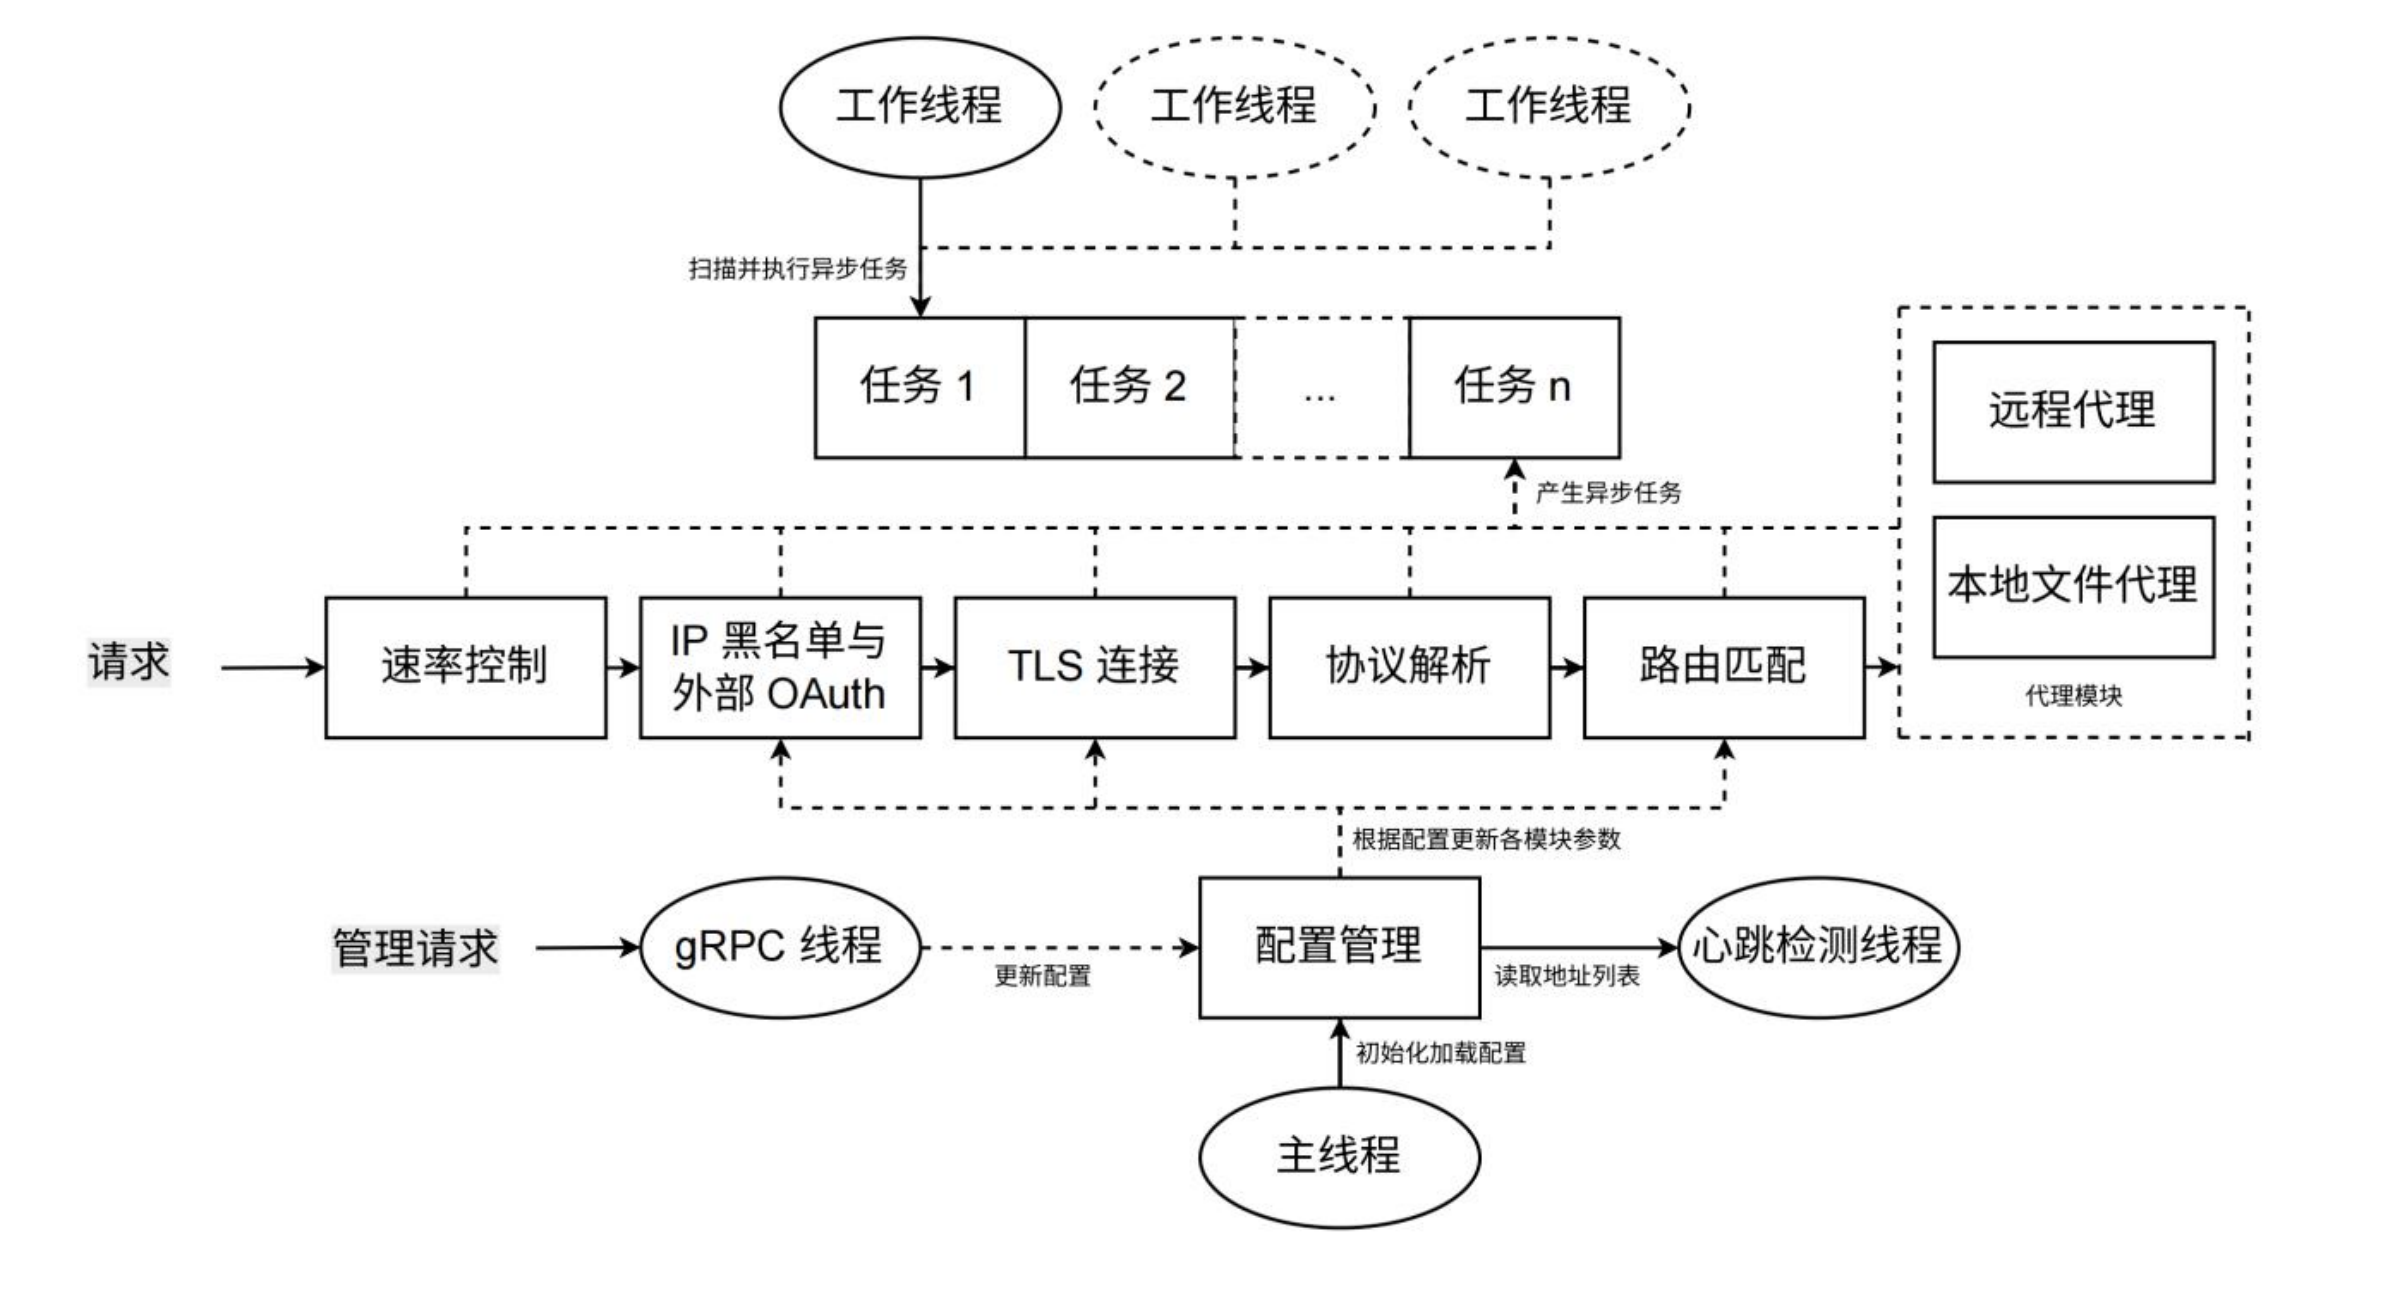 工作线程
工作线程
工作线程
扫描并执行异步任务
任务 1
任务 2
...
任务 n
远程代理
产生异步任务
本地文件代理
代理模块
请求
速率控制
IP 黑名单与
外部 OAuth
TLS 连接
协议解析
路由匹配
根据配置更新各模块参数
管理请求
gRPC 线程
更新配置
配置管理
读取地址列表
心跳检测线程
初始化加载配置
主线程